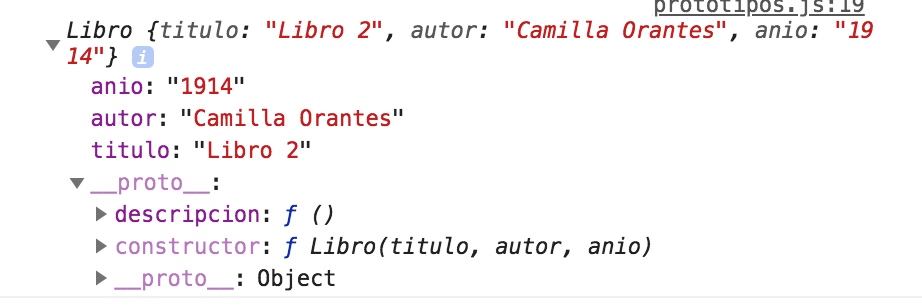 prototipos.js:19
Libro {titulo: "Libro 2", autor: "Camilla Orantes", anio: "19
14"} i
anio: "1914"
autor: "Camilla Orantes"
titulo: "Libro 2"
__proto__:
descripcion: ƒ ()
constructor: ƒ Libro(titulo, autor, anio)
__proto__: Object